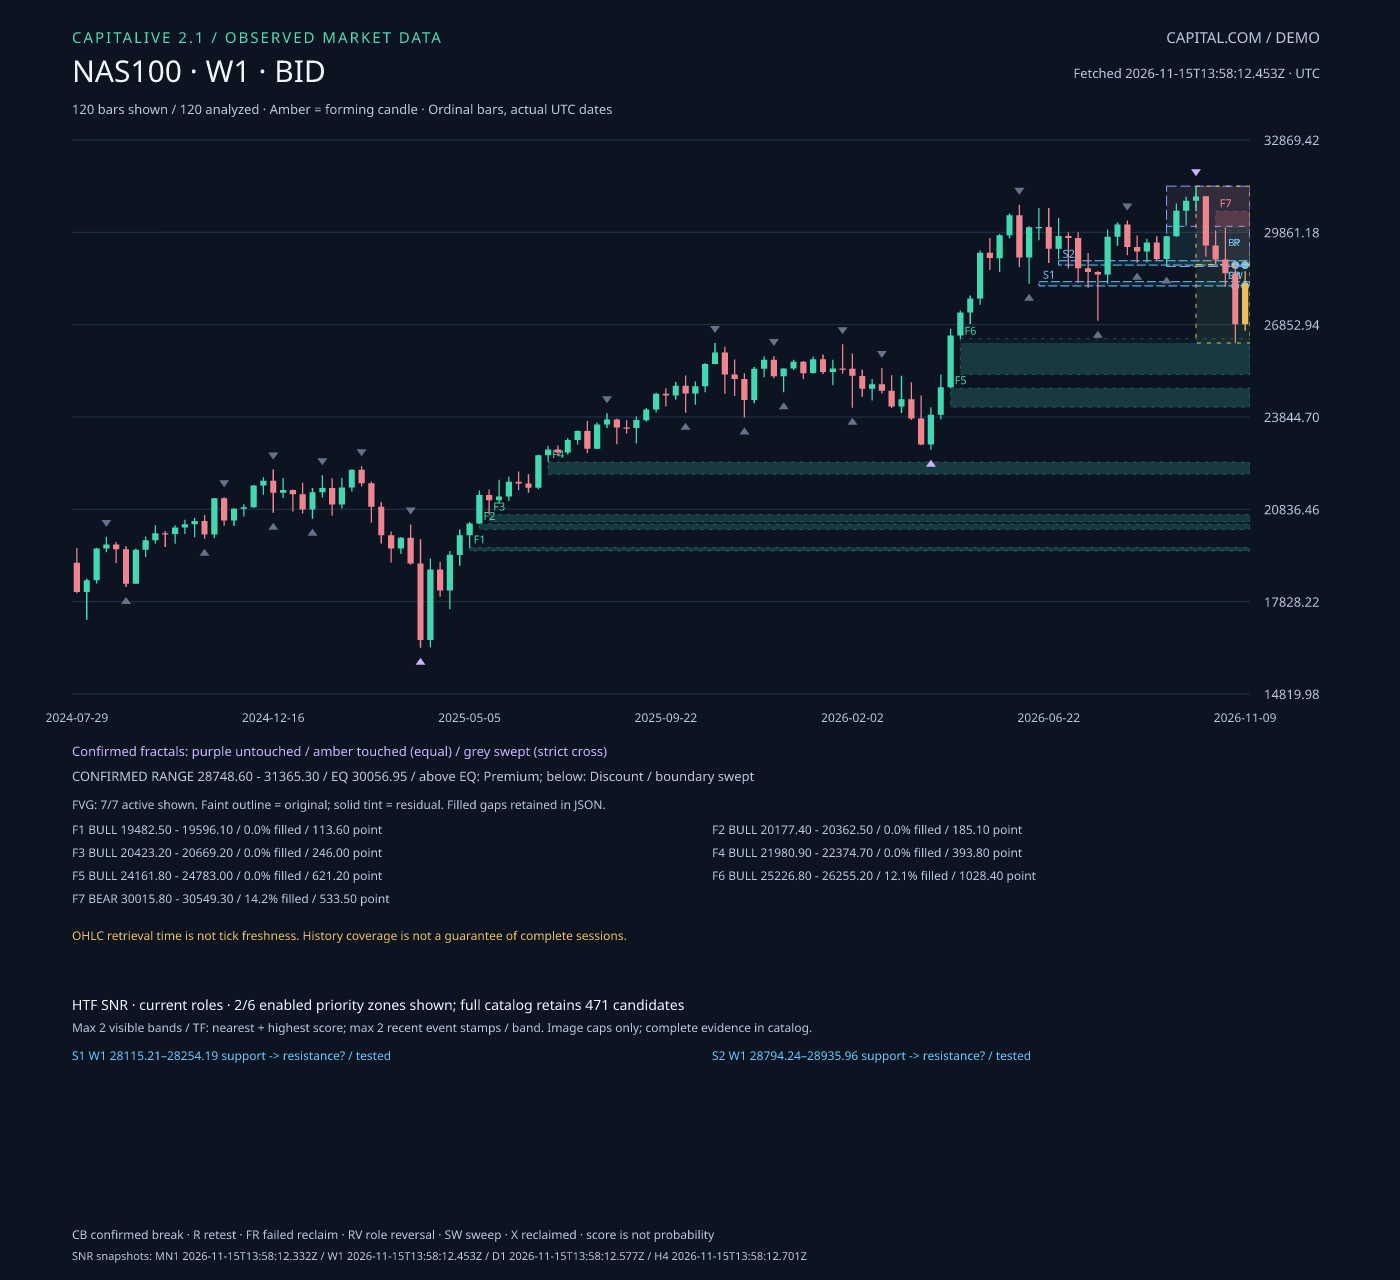 CAPITALIVE 2.1 / OBSERVED MARKET DATA
CAPITAL.COM / DEMO
NAS100 · W1 · BID
Fetched 2026-11-15T13:58:12.453Z · UTC
120 bars shown / 120 analyzed · Amber = forming candle · Ordinal bars, actual UTC dates
32869.42
F7
29861.18
BP
S2
S1
26852.94
F6
F5
23844.70
F4
20836.46
F3
F2
F1
17828.22
14819.98
2024-07-29
2024-12-16
2025-05-05
2025-09-22
2026-02-02
2026-06-22
2026-11-09
Confirmed fractals: purple untouched / amber touched (equal) / grey swept (strict cross)
CONFIRMED RANGE 28748.60 - 31365.30 / EQ 30056.95 / above EQ: Premium; below: Discount / boundary swept
FVG: 7/7 active shown. Faint outline = original; solid tint = residual. Filled gaps retained in JSON.
F1 BULL 19482.50 - 19596.10 / 0.0% filled / 113.60 point
F2 BULL 20177.40 - 20362.50 / 0.0% filled / 185.10 point
F3 BULL 20423.20 - 20669.20 / 0.0% filled / 246.00 point
F4 BULL 21980.90 - 22374.70 / 0.0% filled / 393.80 point
F5 BULL 24161.80 - 24783.00 / 0.0% filled / 621.20 point
F6 BULL 25226.80 - 26255.20 / 12.1% filled / 1028.40 point
F7 BEAR 30015.80 - 30549.30 / 14.2% filled / 533.50 point
OHLC retrieval time is not tick freshness. History coverage is not a guarantee of complete sessions.
HTF SNR · current roles · 2/6 enabled priority zones shown; full catalog retains 471 candidates
Max 2 visible bands / TF: nearest + highest score; max 2 recent event stamps / band. Image caps only; complete evidence in catalog.
S1 W1 28115.21–28254.19 support -> resistance? / tested
S2 W1 28794.24–28935.96 support -> resistance? / tested
CB confirmed break · R retest · FR failed reclaim · RV role reversal · SW sweep · X reclaimed · score is not probability
SNR snapshots: MN1 2026-11-15T13:58:12.332Z / W1 2026-11-15T13:58:12.453Z / D1 2026-11-15T13:58:12.577Z / H4 2026-11-15T13:58:12.701Z